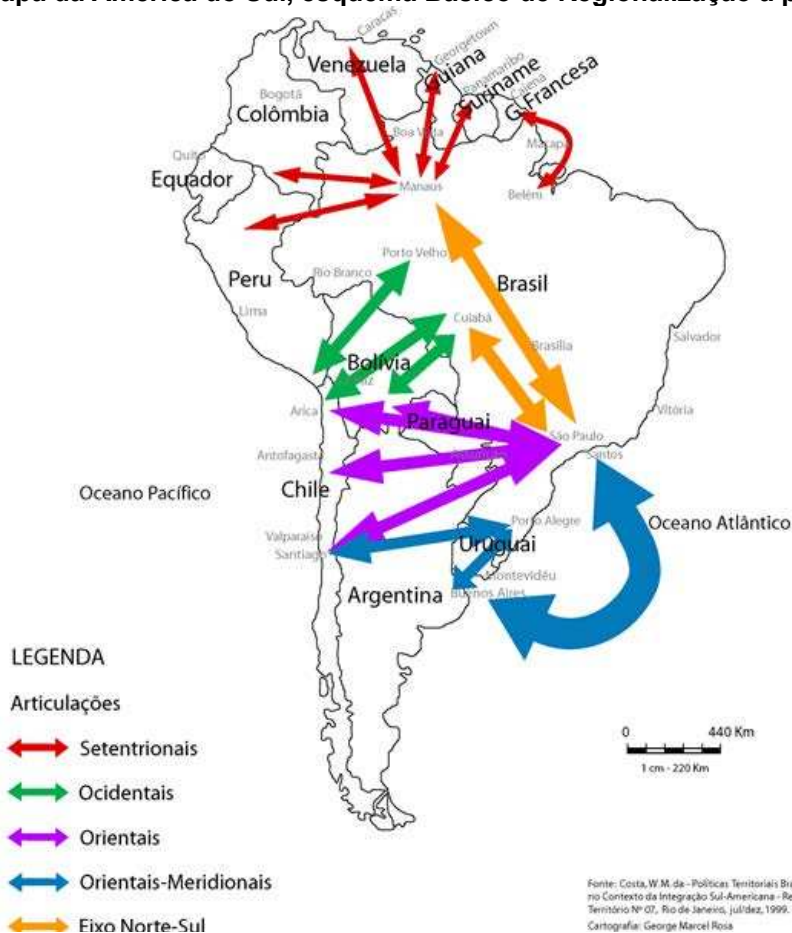 apa da América do Sul, esquema Básico de Regionalização a p
Caracas
Venezuela
Georgetown
Guiana
Paramaribo
Suriname
Caiena
G.Francesa
Bogotá
Colômbia
Boa Vista
Macapá
Quito
Equador
Manaus
Belém
Porto Velho
Rio Branco
Peru
Brasil
Lima
Cuiabá
Brasília
Salvador
Bolívia
Arica
Paraguai
Vitória
São Paulo
Santos
Antofagasta
Oceano Pacífico
Chile
Porto Alegre
Oceano Atlântico
Valparaíso
Santiago
Uruguai
Montevidéu
Argentina
Buenos Aires
LEGENDA
Articulações
Setentrionais
Ocidentais
Orientais
Orientais-Meridionais
Eixo Norte-Sul
0 440 Km
1 cm - 220 Km
Fonte: Costa, W.M. da - Políticas Territoriais Bra
no Contexto da Integração Sul-Americana - Re
Território Nº 07, Rio de Janeiro, jul/dez, 1999.
Cartografia: George Marcel Rosa